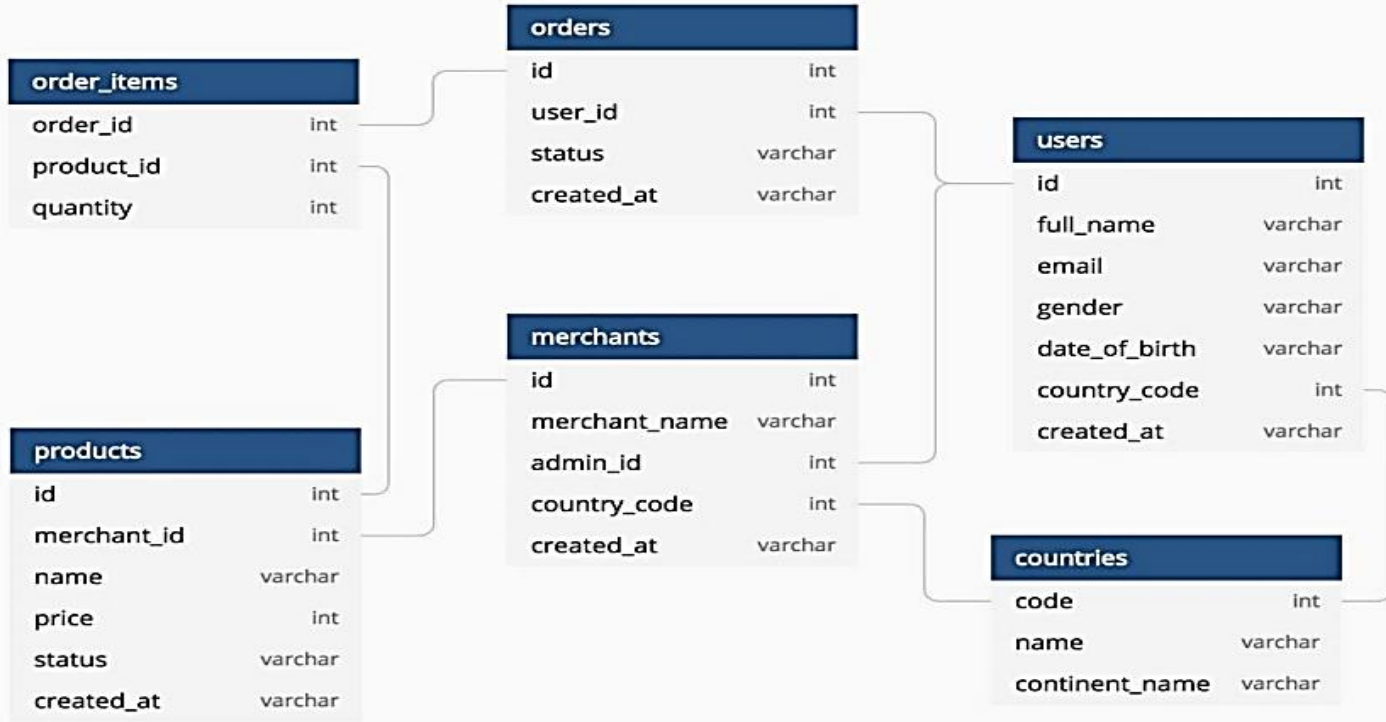 orders
id int
user_id int
status varchar
created_at varchar
order_items
order_id int
product_id int
quantity int
users
id int
full_name varchar
email varchar
gender varchar
date_of_birth varchar
country_code int
created_at varchar
merchants
id int
merchant_name varchar
admin_id int
country_code int
created_at varchar
products
id int
merchant_id int
name varchar
price int
status varchar
created_at varchar
countries
code int
name varchar
continent_name varchar